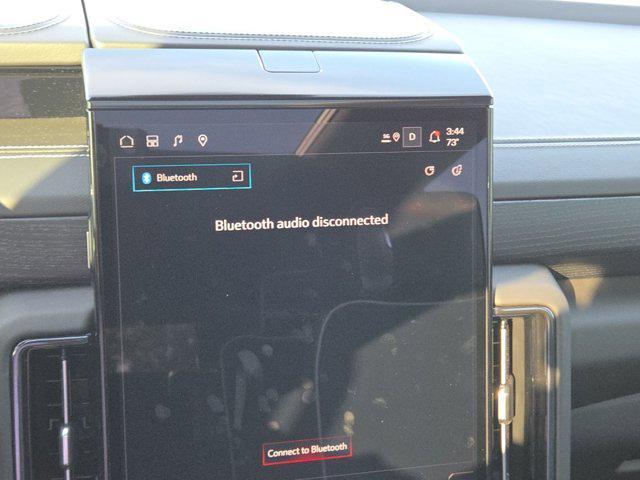 5G D 3:44
73°
Bluetooth
Bluetooth audio disconnected
Connect to Bluetooth